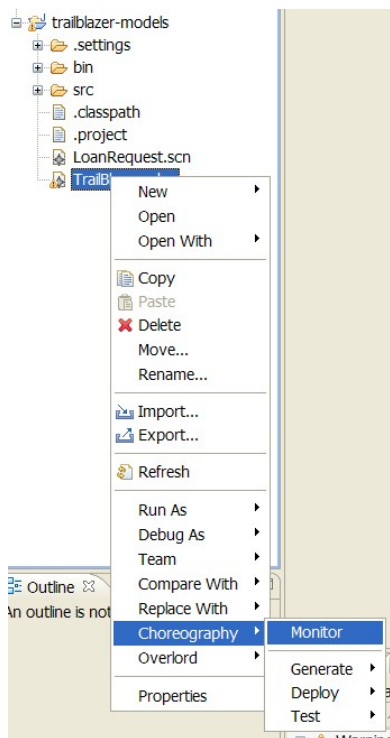 trailblazer-models
.settings
bin
src
.classpath
.project
LoanRequest.scn
New
Open
Open With
Copy
Paste
Delete
Move...
Rename...
Import...
Export...
Refresh
Run As
Debug As
Team
Compare With
Replace With
Choreography
Overlord
Properties
Monitor
Generate
Deploy
Test
Outline
An outline is not